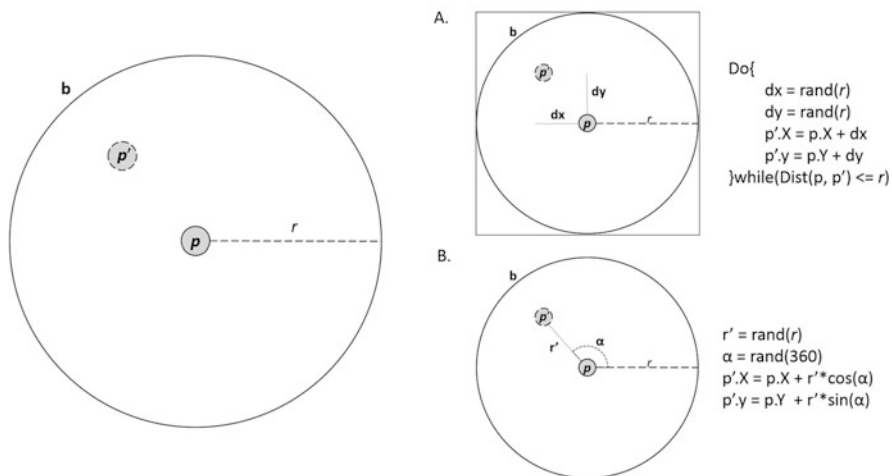 b
p'
p
r
A.
b
p'
dy
dx
p
r
Do{
dx = rand(r)
dy = rand(r)
p'.X = p.X + dx
p'.y = p.Y + dy
}while(Dist(p, p') <= r)
B.
b
p'
r'
α
p
r
r' = rand(r)
α = rand(360)
p'.X = p.X + r'*cos(α)
p'.y = p.Y + r'*sin(α)